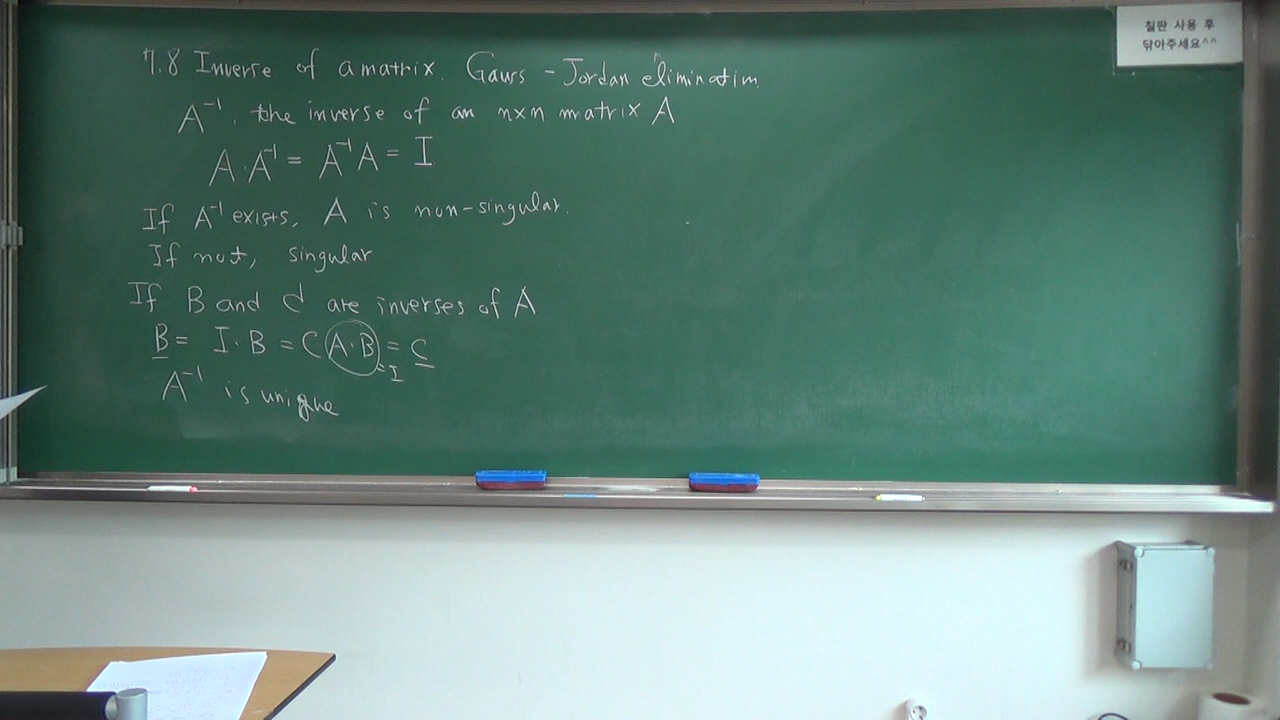 7.8 Inverse of a matrix. Gauss - Jordan elimination
A⁻¹, the inverse of an n×n matrix A
A·A⁻¹ = A⁻¹A = I
If A⁻¹ exists, A is non-singular.
If not, singular
If B and C are inverses of A
B = I·B = C(A·B) = C
= I
A⁻¹ is unique
칠판 사용 후
닦아주세요^^